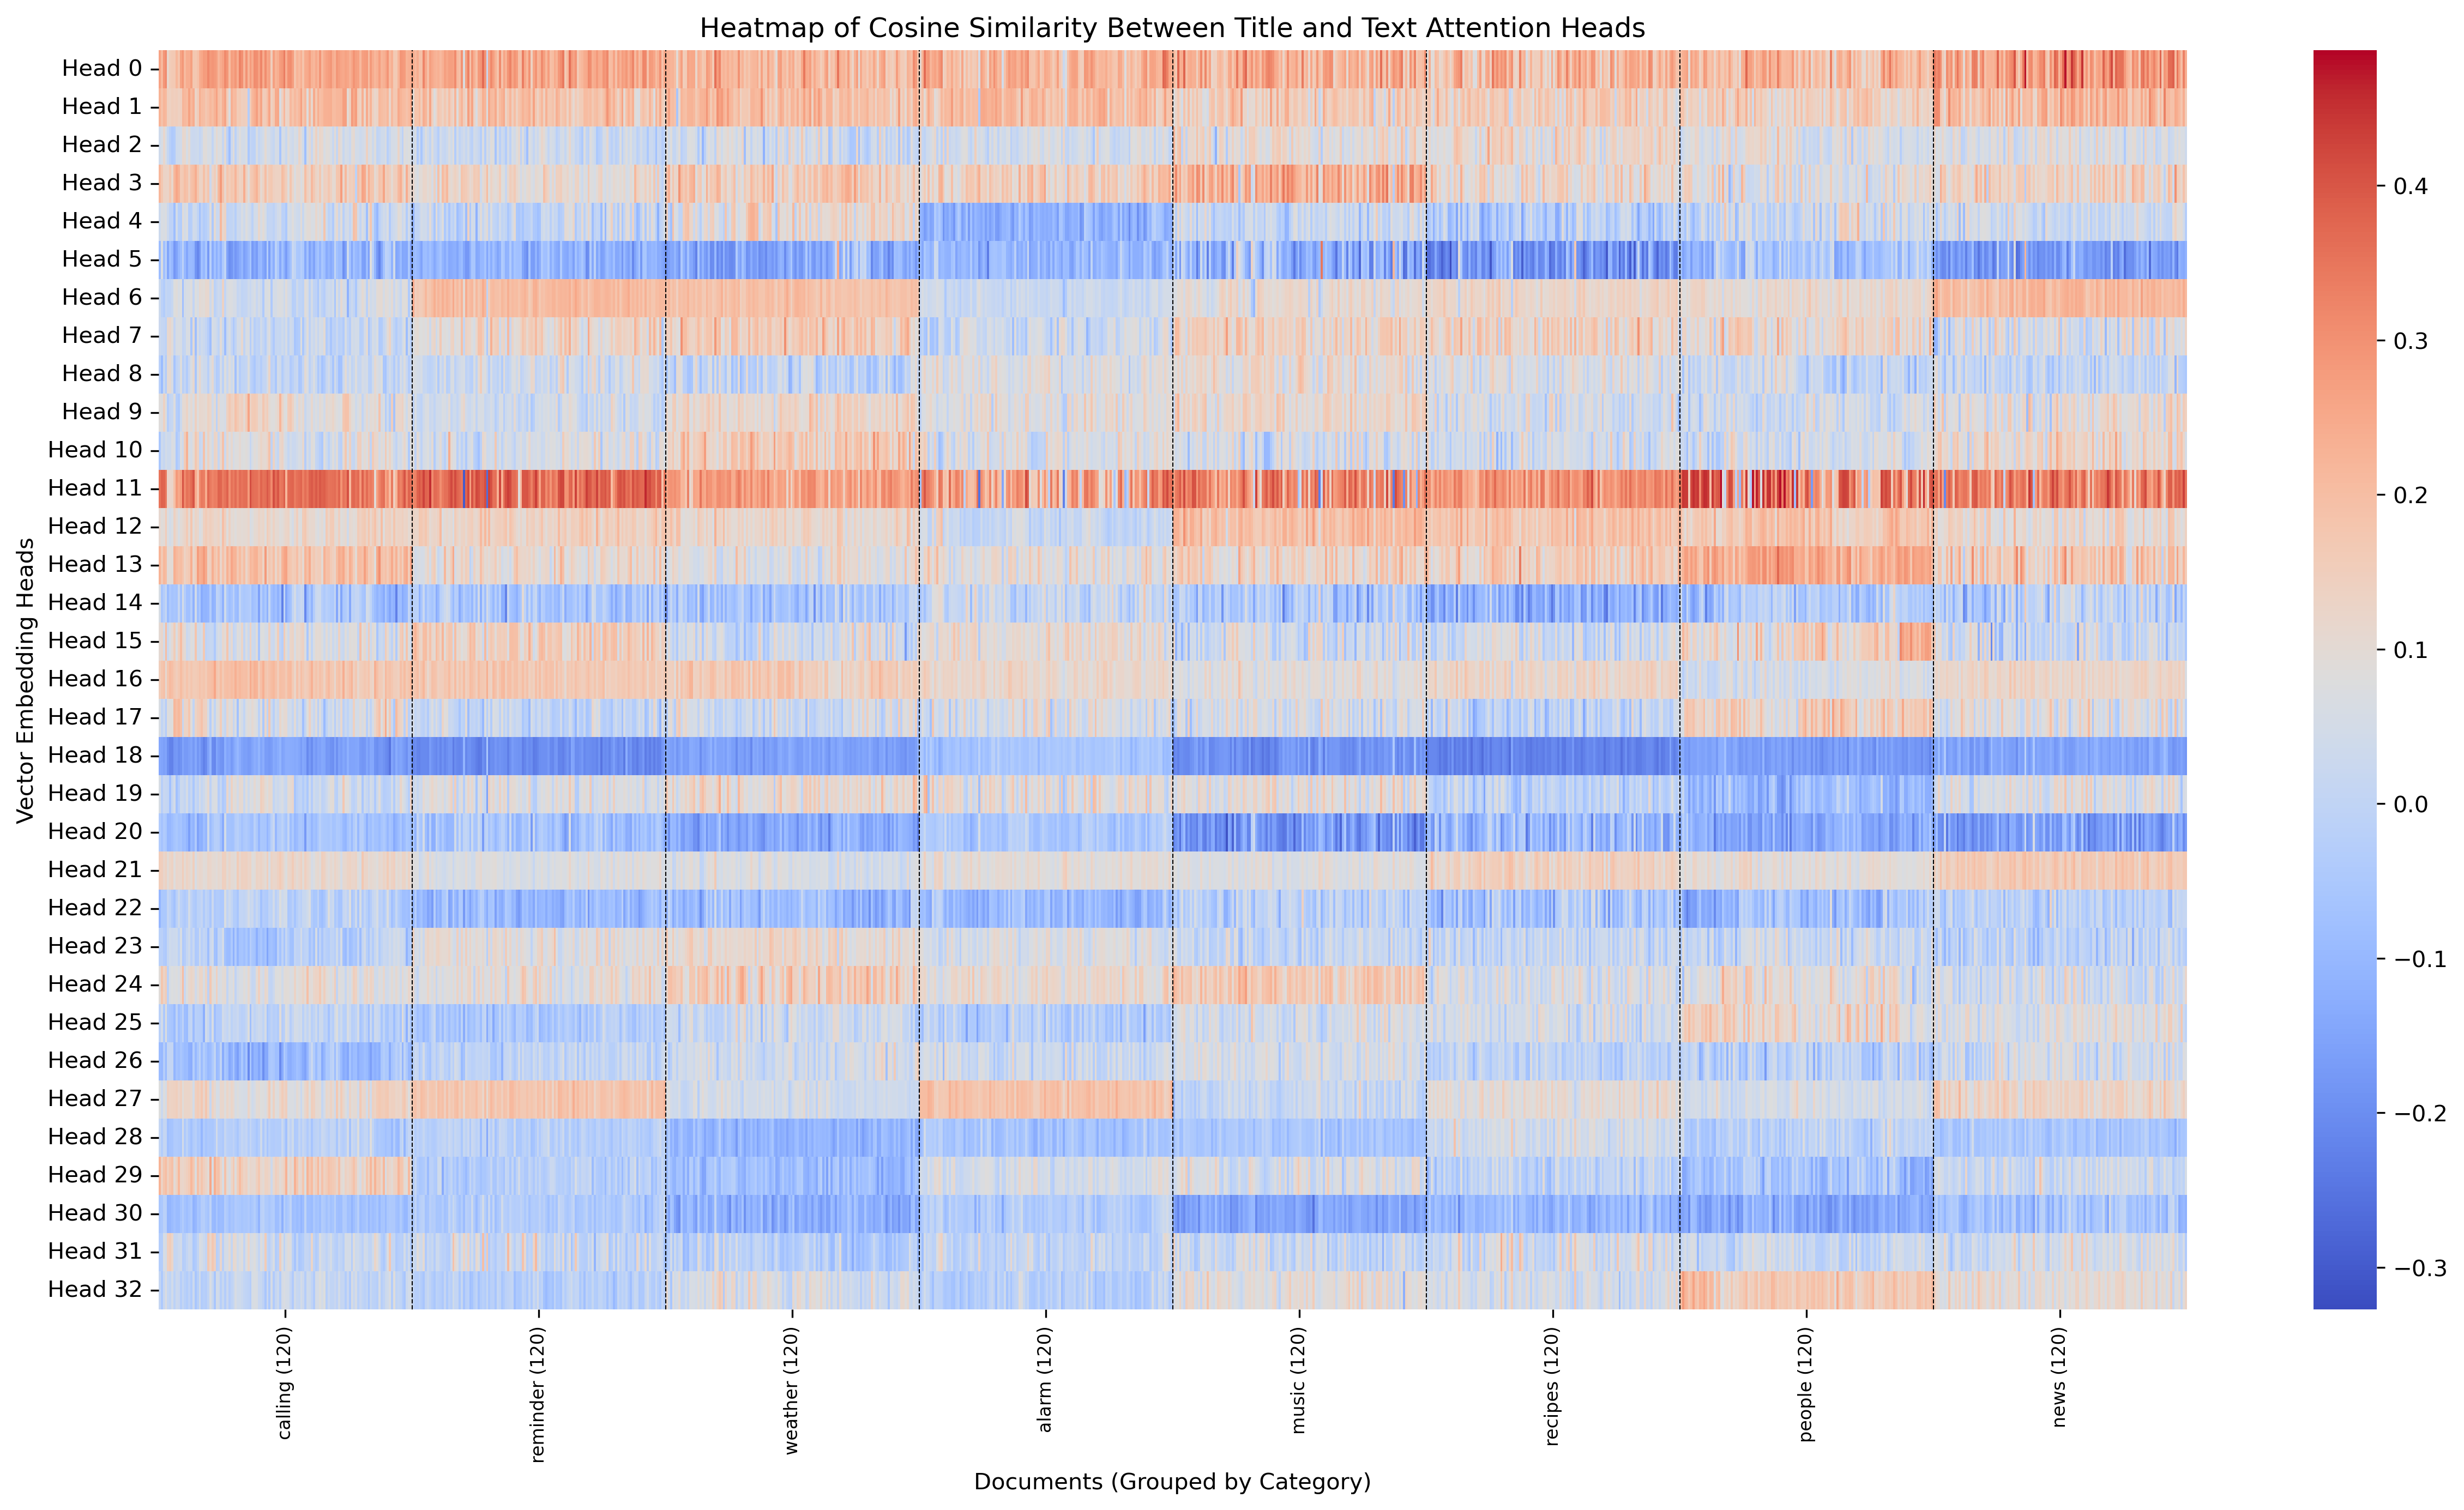 Heatmap of Cosine Similarity Between Title and Text Attention Heads
Vector Embedding Heads
Head 0
Head 1
Head 2
Head 3
Head 4
Head 5
Head 6
Head 7
Head 8
Head 9
Head 10
Head 11
Head 12
Head 13
Head 14
Head 15
Head 16
Head 17
Head 18
Head 19
Head 20
Head 21
Head 22
Head 23
Head 24
Head 25
Head 26
Head 27
Head 28
Head 29
Head 30
Head 31
Head 32
0.4
0.3
0.2
0.1
0.0
−0.1
−0.2
−0.3
calling (120)
reminder (120)
weather (120)
alarm (120)
music (120)
recipes (120)
people (120)
news (120)
Documents (Grouped by Category)